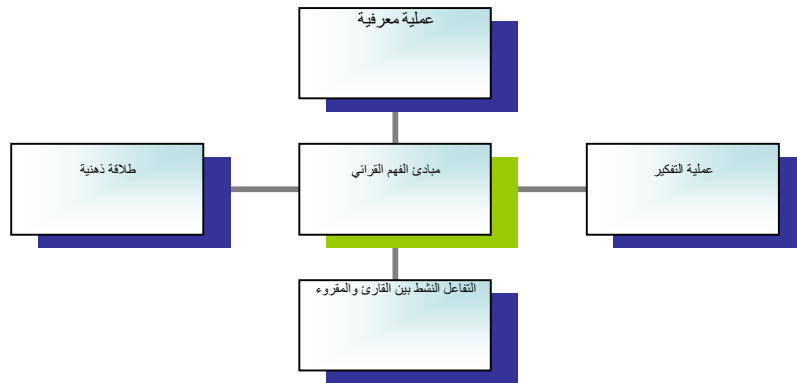 عملية معرفية
طلاقة ذهنية
مبادئ الفهم القرائي
عملية التفكير
التفاعل النشط بين القارئ والمقروء